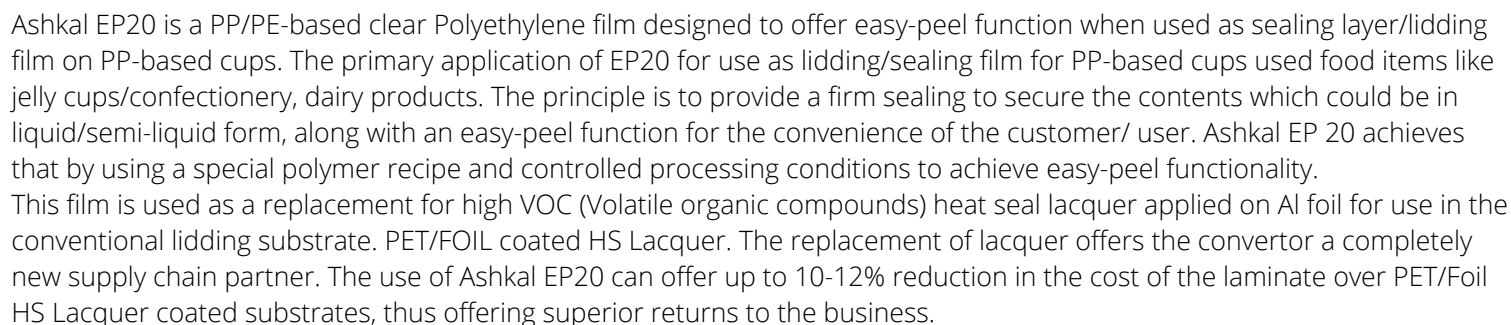 Ashkal EP20 is a PP/PE-based clear Polyethylene film designed to offer easy-peel function when used as sealing layer/lidding
film on PP-based cups. The primary application of EP20 for use as lidding/sealing film for PP-based cups used food items like
jelly cups/confectionery, dairy products. The principle is to provide a firm sealing to secure the contents which could be in
liquid/semi-liquid form, along with an easy-peel function for the convenience of the customer/ user. Ashkal EP 20 achieves
that by using a special polymer recipe and controlled processing conditions to achieve easy-peel functionality.
This film is used as a replacement for high VOC (Volatile organic compounds) heat seal lacquer applied on Al foil for use in the
conventional lidding substrate. PET/FOIL coated HS Lacquer. The replacement of lacquer offers the convertor a completely
new supply chain partner. The use of Ashkal EP20 can offer up to 10-12% reduction in the cost of the laminate over PET/Foil
HS Lacquer coated substrates, thus offering superior returns to the business.